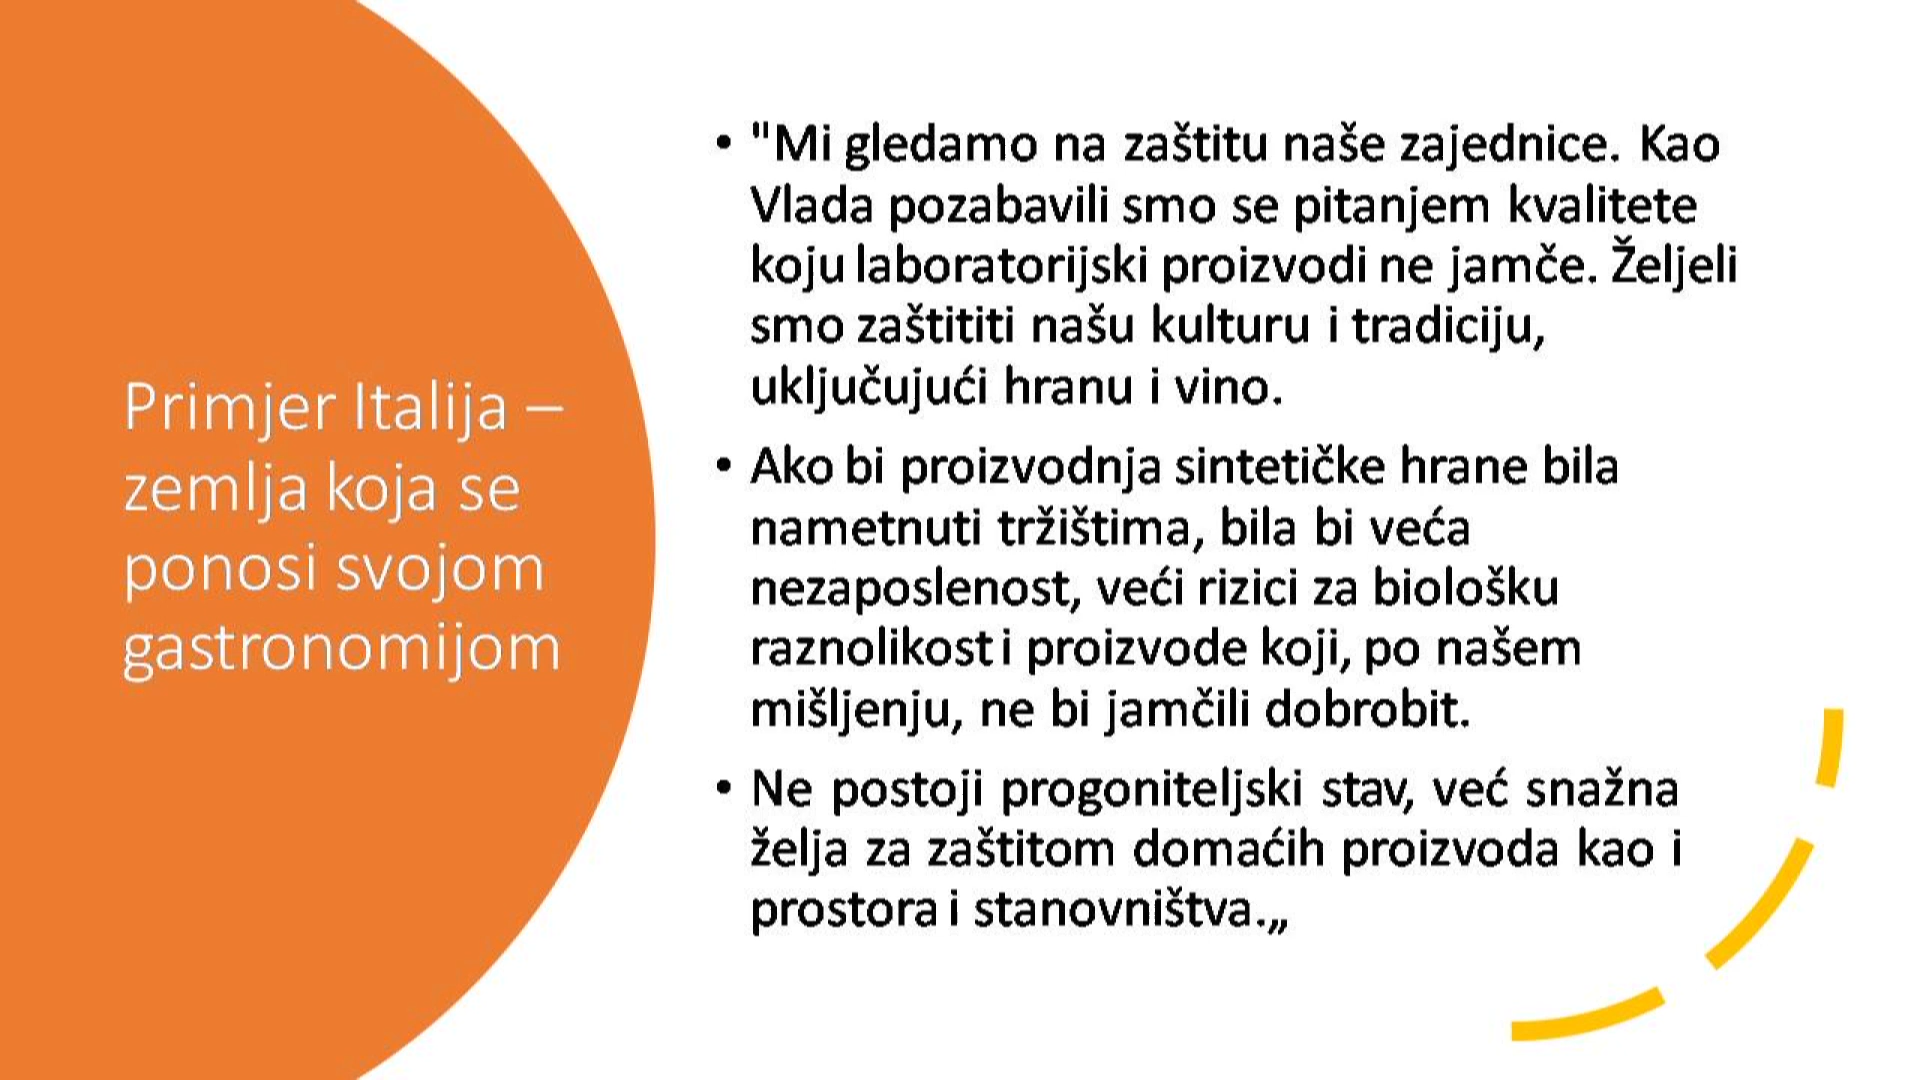 Primjer Italija –
zemlja koja se
ponosi svojom
gastronomijom
• "Mi gledamo na zaštitu naše zajednice. Kao
Vlada pozabavili smo se pitanjem kvalitete
koju laboratorijski proizvodi ne jamče. Željeli
smo zaštititi našu kulturu i tradiciju,
uključujući hranu i vino.
• Ako bi proizvodnja sintetičke hrane bila
nametnuti tržištima, bila bi veća
nezaposlenost, veći rizici za biološku
raznolikost i proizvode koji, po našem
mišljenju, ne bi jamčili dobrobit.
• Ne postoji progoniteljski stav, već snažna
želja za zaštitom domaćih proizvoda kao i
prostora i stanovništva.„